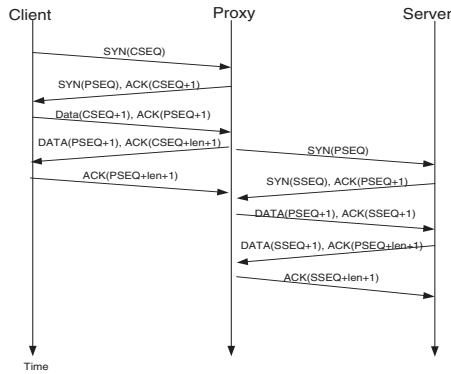 Client
Proxy
Server
SYN(CSEQ)
SYN(PSEQ), ACK(CSEQ+1)
Data(CSEQ+1), ACK(PSEQ+1)
DATA(PSEQ+1), ACK(CSEQ+len+1)
SYN(PSEQ)
ACK(PSEQ+len+1)
SYN(SSEQ), ACK(PSEQ+1)
DATA(PSEQ+1), ACK(SSEQ+1)
DATA(SSEQ+1), ACK(PSEQ+len+1)
ACK(SSEQ+len+1)
Time